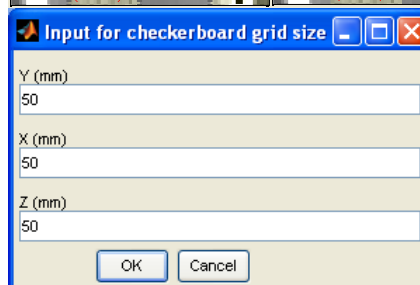 Input for checkerboard grid size
Y (mm)
50
X (mm)
50
Z (mm)
50
OK Cancel